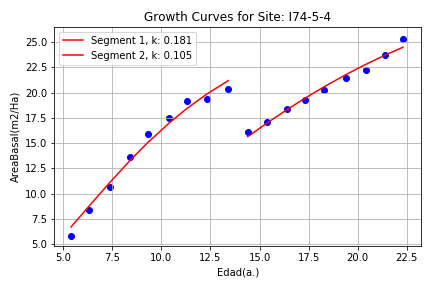 Growth Curves for Site: I74-5-4
Segment 1, k: 0.181
Segment 2, k: 0.105
AreaBasal(m2/Ha)
25.0
22.5
20.0
17.5
15.0
12.5
10.0
7.5
5.0
5.0 7.5 10.0 12.5 15.0 17.5 20.0 22.5
Edad(a.)